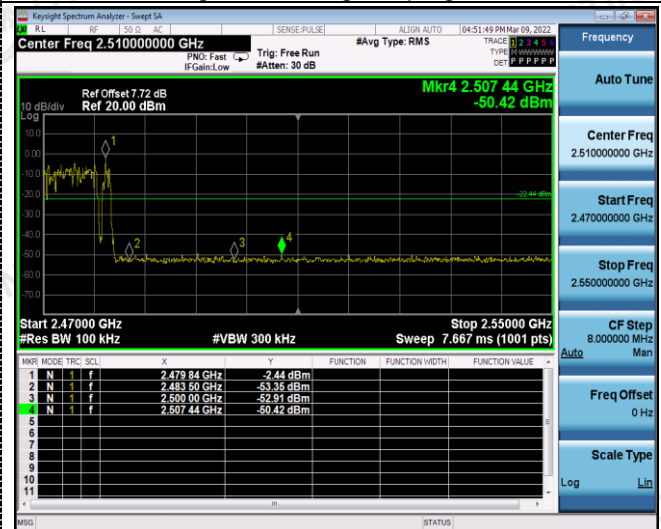 Keysight Spectrum Analyzer - Swept SA
RL RF 50 Ω AC SENSE:PULSE ALIGN AUTO 04:51:49 PM Mar 09, 2022
Center Freq 2.510000000 GHz #Avg Type: RMS TRACE 1 2 3 4 5 6
PNO: Fast Trig: Free Run TYPE M WWWWW
IFGain:Low #Atten: 30 dB DET P P P P P P
Frequency
Auto Tune
Center Freq
2.510000000 GHz
Start Freq
2.470000000 GHz
Stop Freq
2.550000000 GHz
CF Step
8.000000 MHz
Auto Man
Freq Offset
0 Hz
Scale Type
Log Lin
Mkr4 2.507 44 GHz
-50.42 dBm
Ref Offset 7.72 dB
10 dB/div Ref 20.00 dBm
Log
10.0
0.00
-10.0
-20.0
-30.0
-40.0
-50.0
-60.0
-70.0
1
2
3
4
-22.44 dBm
Start 2.47000 GHz Stop 2.55000 GHz
#Res BW 100 kHz #VBW 300 kHz Sweep 7.667 ms (1001 pts)
MKR MODE TRC SCL X Y FUNCTION FUNCTION WIDTH FUNCTION VALUE
1 N 1 f 2.479 84 GHz -2.44 dBm
2 N 1 f 2.483 50 GHz -53.35 dBm
3 N 1 f 2.500 00 GHz -52.91 dBm
4 N 1 f 2.507 44 GHz -50.42 dBm
5
6
7
8
9
10
11
MSG STATUS